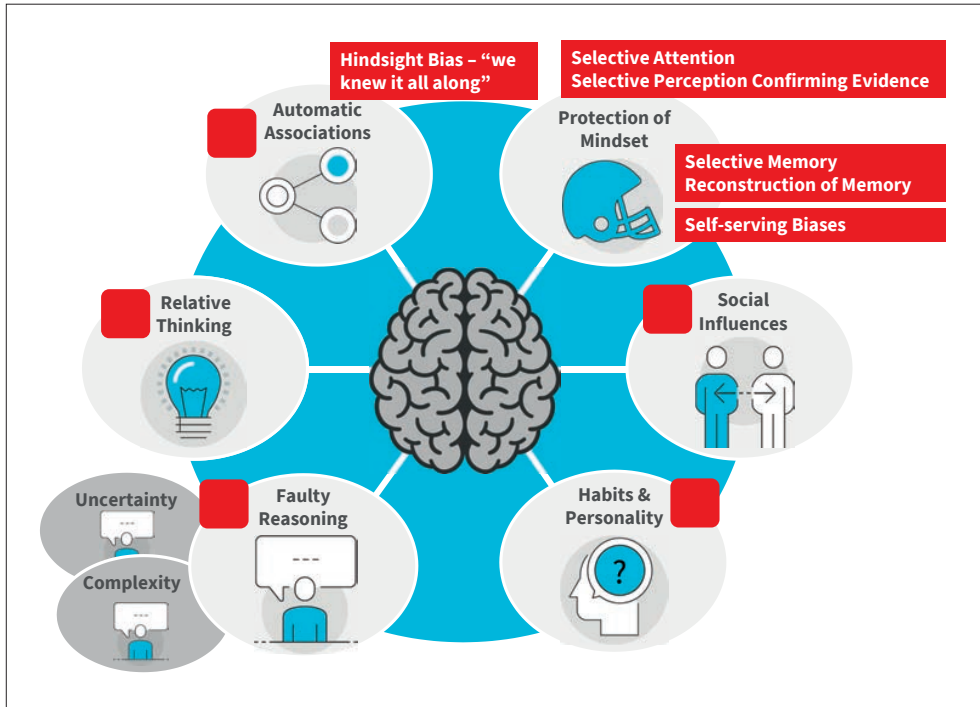 Hindsight Bias – “we
knew it all along”
Selective Attention
Selective Perception Confirming Evidence
Automatic
Associations
Protection of
Mindset
Selective Memory
Reconstruction of Memory
Self-serving Biases
Relative
Thinking
Social
Influences
Uncertainty
---
Complexity
---
Faulty
Reasoning
---
Habits &
Personality
?